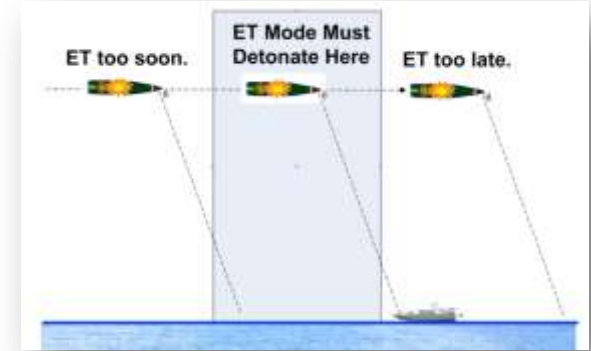 ET too soon.
ET Mode Must
Detonate Here
ET too late.